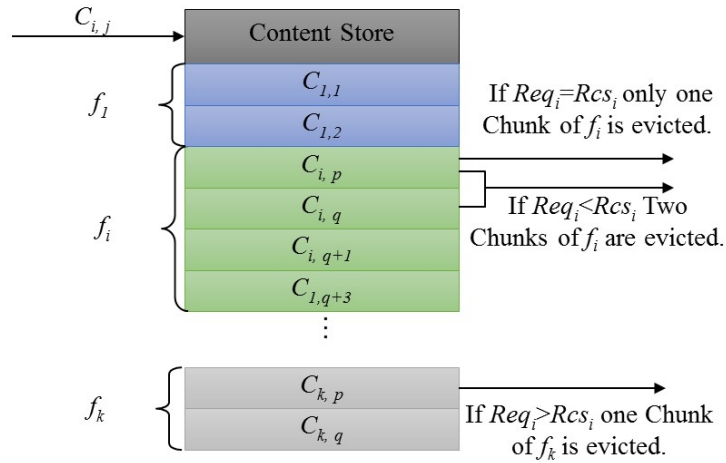 C_{i, j}
Content Store
f_1
C_{1,1}
C_{1,2}
If Req_i=Rcs_i only one
Chunk of f_i is evicted.
f_i
C_{i, p}
C_{i, q}
C_{i, q+1}
C_{1,q+3}
If Req_i<Rcs_i Two
Chunks of f_i are evicted.
⋮
f_k
C_{k, p}
C_{k, q}
If Req_i>Rcs_i one Chunk
of f_k is evicted.